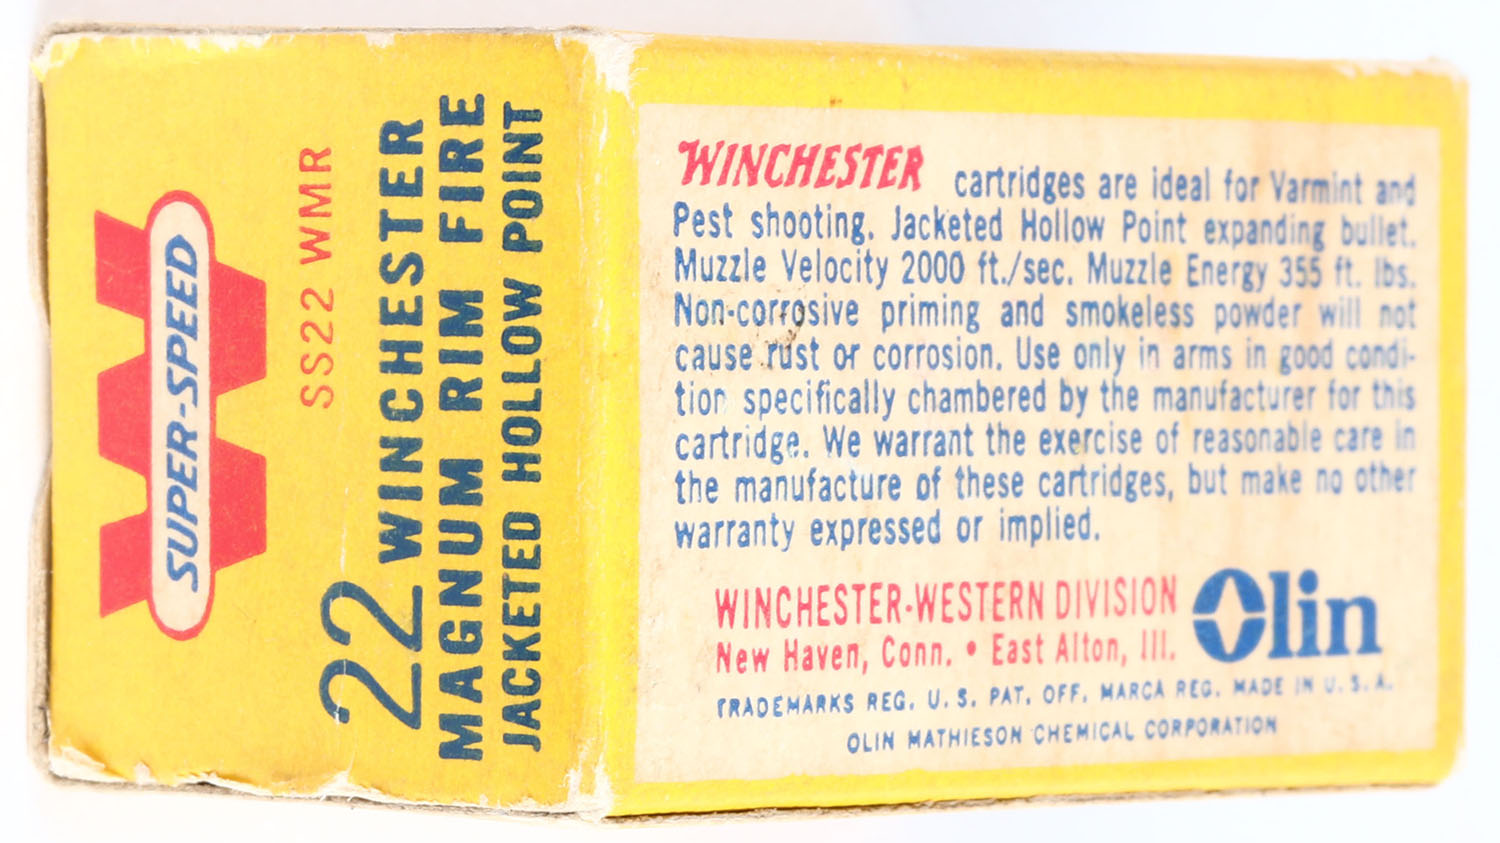 SUPER-SPEED
SS22 WMR
22 WINCHESTER
MAGNUM RIM FIRE
JACKETED HOLLOW POINT
WINCHESTER cartridges are ideal for Varmint and
Pest shooting. Jacketed Hollow Point expanding bullet.
Muzzle Velocity 2000 ft./sec. Muzzle Energy 355 ft. lbs.
Non-corrosive priming and smokeless powder will not
cause rust or corrosion. Use only in arms in good condi-
tion specifically chambered by the manufacturer for this
cartridge. We warrant the exercise of reasonable care in
the manufacture of these cartridges, but make no other
warranty expressed or implied.
WINCHESTER-WESTERN DIVISION
New Haven, Conn. • East Alton, Ill.
Olin
TRADEMARKS REG. U. S. PAT. OFF. MARCA REG. MADE IN U. S. A.
OLIN MATHIESON CHEMICAL CORPORATION